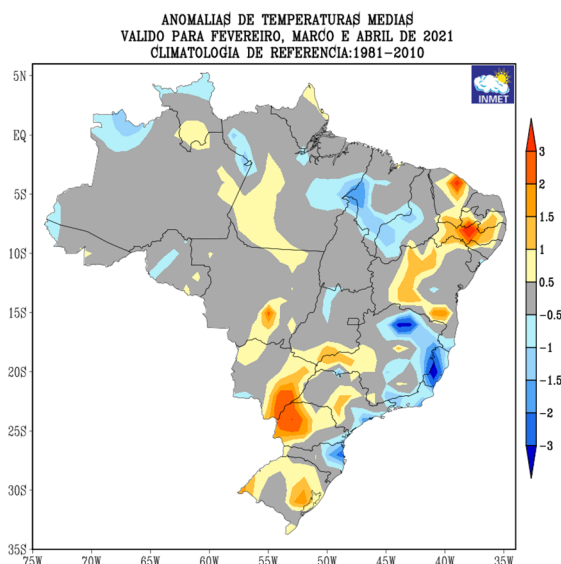 ANOMALIAS DE TEMPERATURAS MEDIAS
VALIDO PARA FEVEREIRO, MARCO E ABRIL DE 2021
CLIMATOLOGIA DE REFERENCIA:1981-2010
INMET
5N
EQ
5S
10S
15S
20S
25S
30S
35S
75W 70W 65W 60W 55W 50W 45W 40W 35W
3
2
1.5
1
0.5
-0.5
-1
-1.5
-2
-3